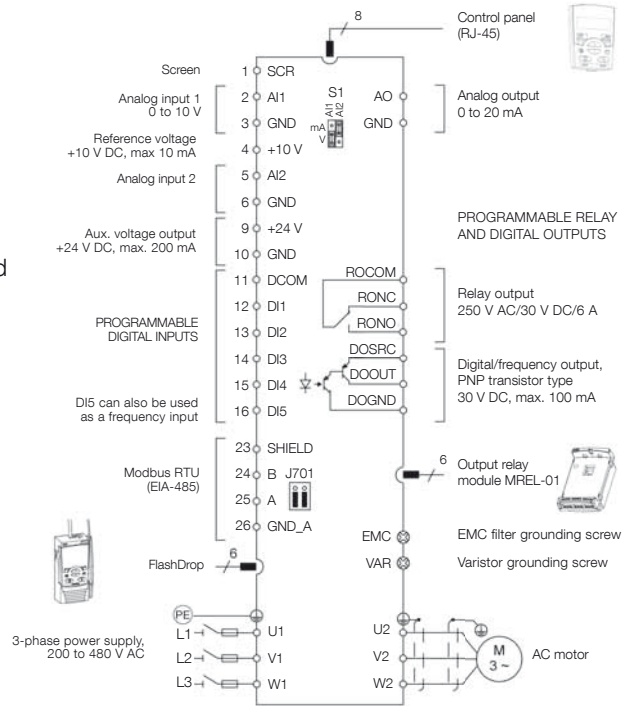 8
Control panel
(RJ-45)
Screen
1 SCR
Analog input 1
0 to 10 V
2 AI1
3 GND
Reference voltage
+10 V DC, max 10 mA
4 +10 V
Analog input 2
5 AI2
6 GND
Aux. voltage output
+24 V DC, max. 200 mA
9 +24 V
10 GND
d
PROGRAMMABLE
DIGITAL INPUTS
11 DCOM
12 DI1
13 DI2
14 DI3
15 DI4
16 DI5
DI5 can also be used
as a frequency input
Modbus RTU
(EIA-485)
23 SHIELD
24 B J701
25 A
26 GND_A
FlashDrop
6
S1
AI1
AI2
mA
V
AO
GND
Analog output
0 to 20 mA
PROGRAMMABLE RELAY
AND DIGITAL OUTPUTS
ROCOM
RONC
RONO
Relay output
250 V AC/30 V DC/6 A
DOSRC
DOOUT
DOGND
Digital/frequency output,
PNP transistor type
30 V DC, max. 100 mA
6
Output relay
module MREL-01
EMC
EMC filter grounding screw
VAR
Varistor grounding screw
PE
3-phase power supply,
200 to 480 V AC
L1 U1
L2 V1
L3 W1
U2
V2
W2
M
3 ~
AC motor